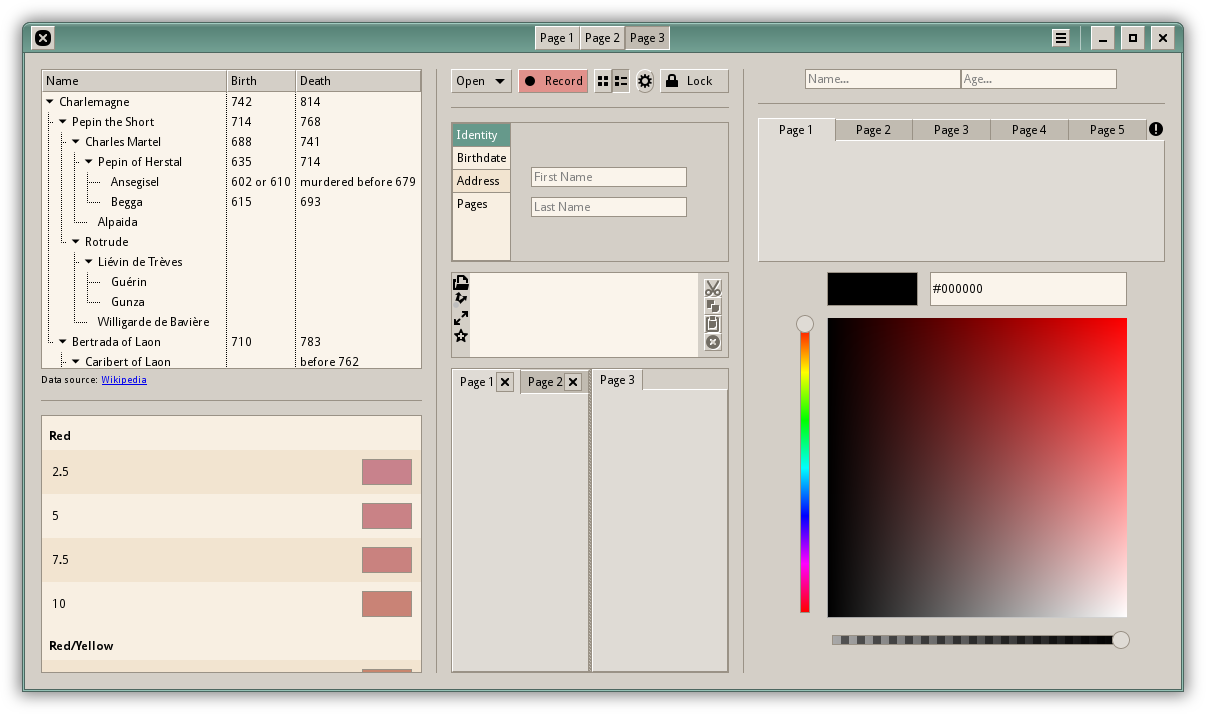 Page 1 Page 2 Page 3
Name Birth Death
Charlemagne 742 814
Pepin the Short 714 768
Charles Martel 688 741
Pepin of Herstal 635 714
Ansegisel 602 or 610 murdered before 679
Begga 615 693
Alpaida
Rotrude
Liévin de Trèves
Guérin
Gunza
Willigarde de Bavière
Bertrada of Laon 710 783
Caribert of Laon before 762
Data source: Wikipedia
Red
2.5
5
7.5
10
Red/Yellow
Open Record Lock
Identity
Birthdate
Address
Pages
First Name
Last Name
Page 1 Page 2 Page 3
Name... Age...
Page 1 Page 2 Page 3 Page 4 Page 5
#000000